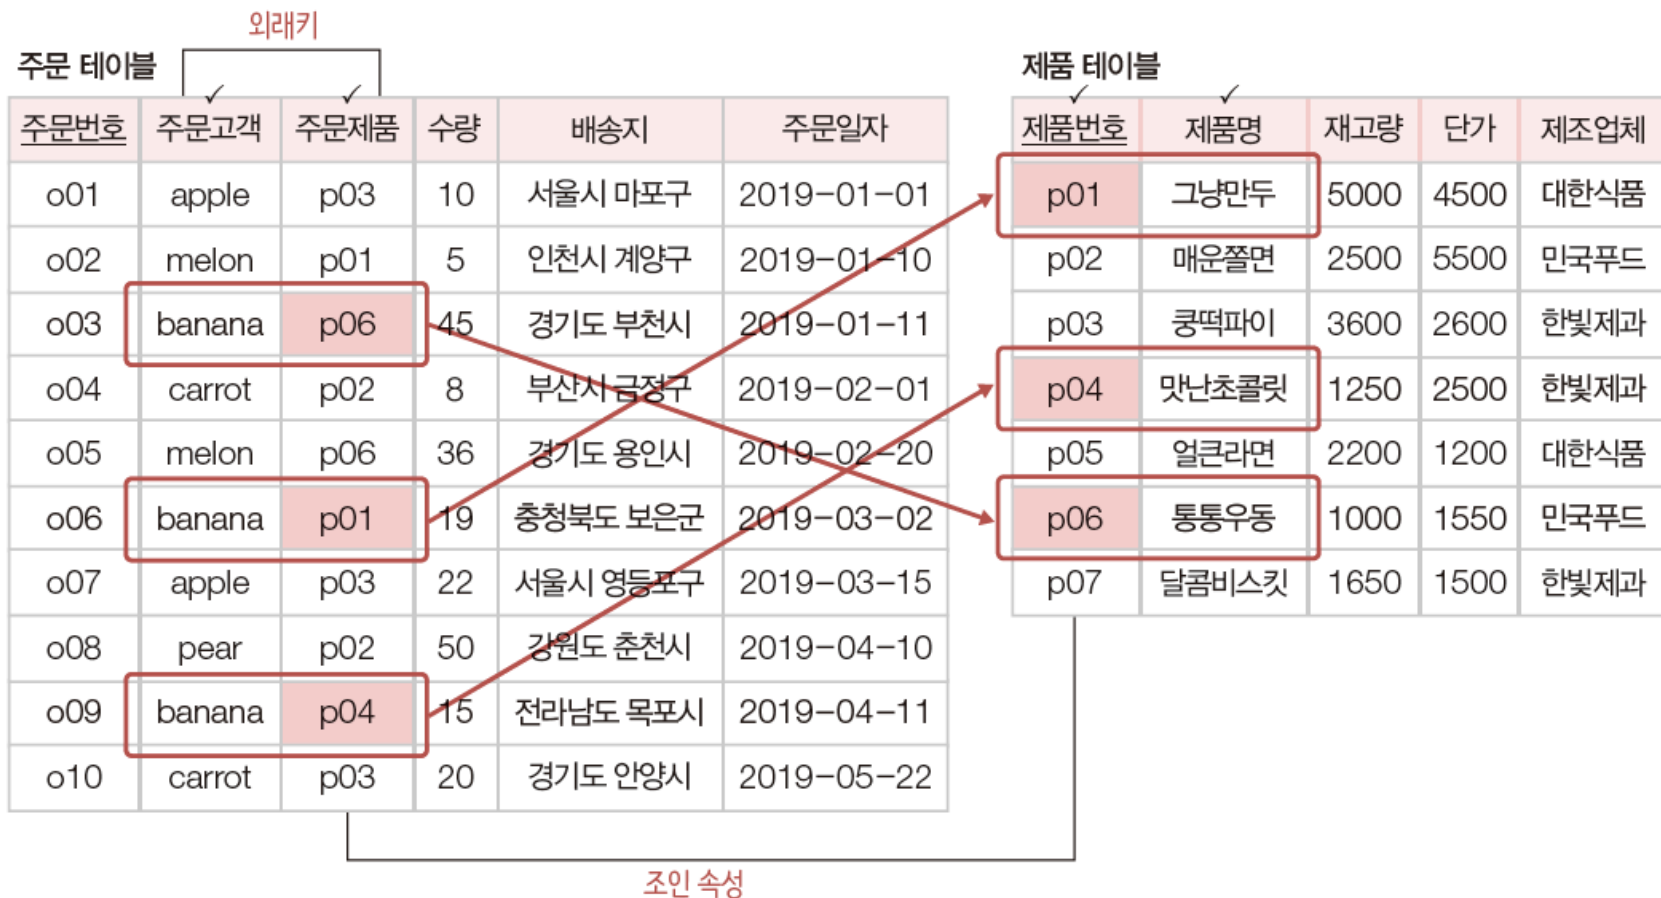 외래키
주문 테이블
주문번호 주문고객 주문제품 수량 배송지 주문일자
o01 apple p03 10 서울시 마포구 2019-01-01
o02 melon p01 5 인천시 계양구 2019-01-10
o03 banana p06 45 경기도 부천시 2019-01-11
o04 carrot p02 8 부산시 금정구 2019-02-01
o05 melon p06 36 경기도 용인시 2019-02-20
o06 banana p01 19 충청북도 보은군 2019-03-02
o07 apple p03 22 서울시 영등포구 2019-03-15
o08 pear p02 50 강원도 춘천시 2019-04-10
o09 banana p04 15 전라남도 목포시 2019-04-11
o10 carrot p03 20 경기도 안양시 2019-05-22
제품 테이블
제품번호 제품명 재고량 단가 제조업체
p01 그냥만두 5000 4500 대한식품
p02 매운쫄면 2500 5500 민국푸드
p03 쿵떡파이 3600 2600 한빛제과
p04 맛난초콜릿 1250 2500 한빛제과
p05 얼큰라면 2200 1200 대한식품
p06 통통우동 1000 1550 민국푸드
p07 달콤비스킷 1650 1500 한빛제과
조인 속성